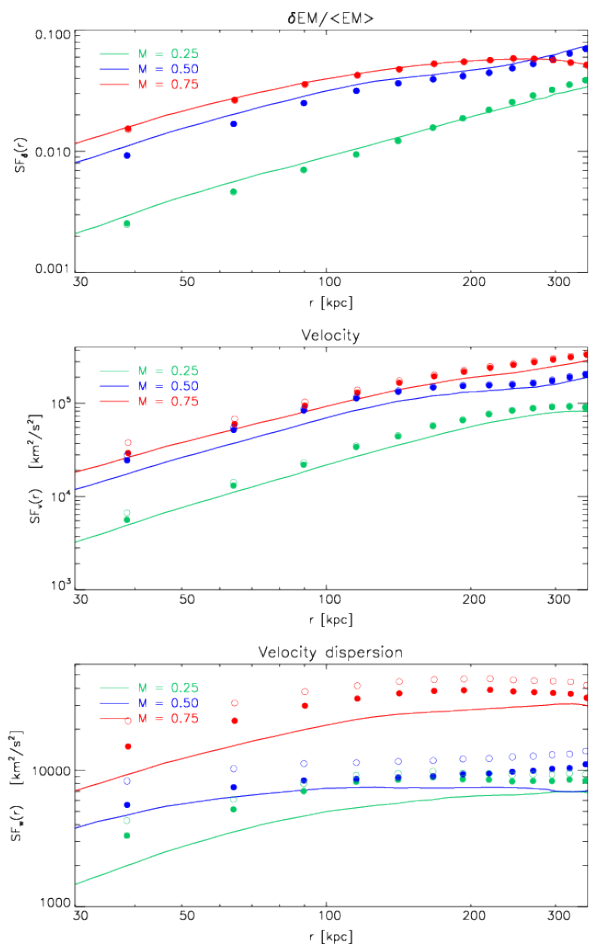 δEM/<EM>
0.100
0.010
0.001
SF_δ(r)
M = 0.25
M = 0.50
M = 0.75
30 50 100 200 300
r [kpc]
Velocity
10^5
10^4
10^3
SF_v(r) [km²/s²]
M = 0.25
M = 0.50
M = 0.75
30 50 100 200 300
r [kpc]
Velocity dispersion
10000
1000
SF_w(r) [km²/s²]
M = 0.25
M = 0.50
M = 0.75
30 50 100 200 300
r [kpc]